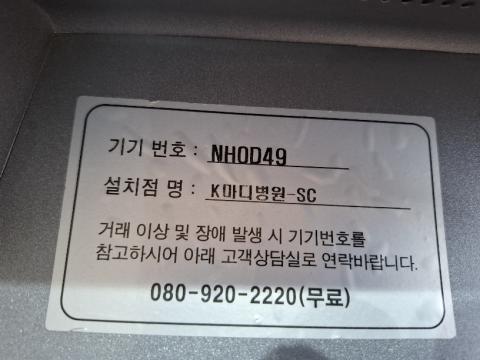 기기 번호 : NH0D49
설치점 명 : K마디병원-SC
거래 이상 및 장애 발생 시 기기번호를
참고하시어 아래 고객상담실로 연락바랍니다.
080-920-2220(무료)